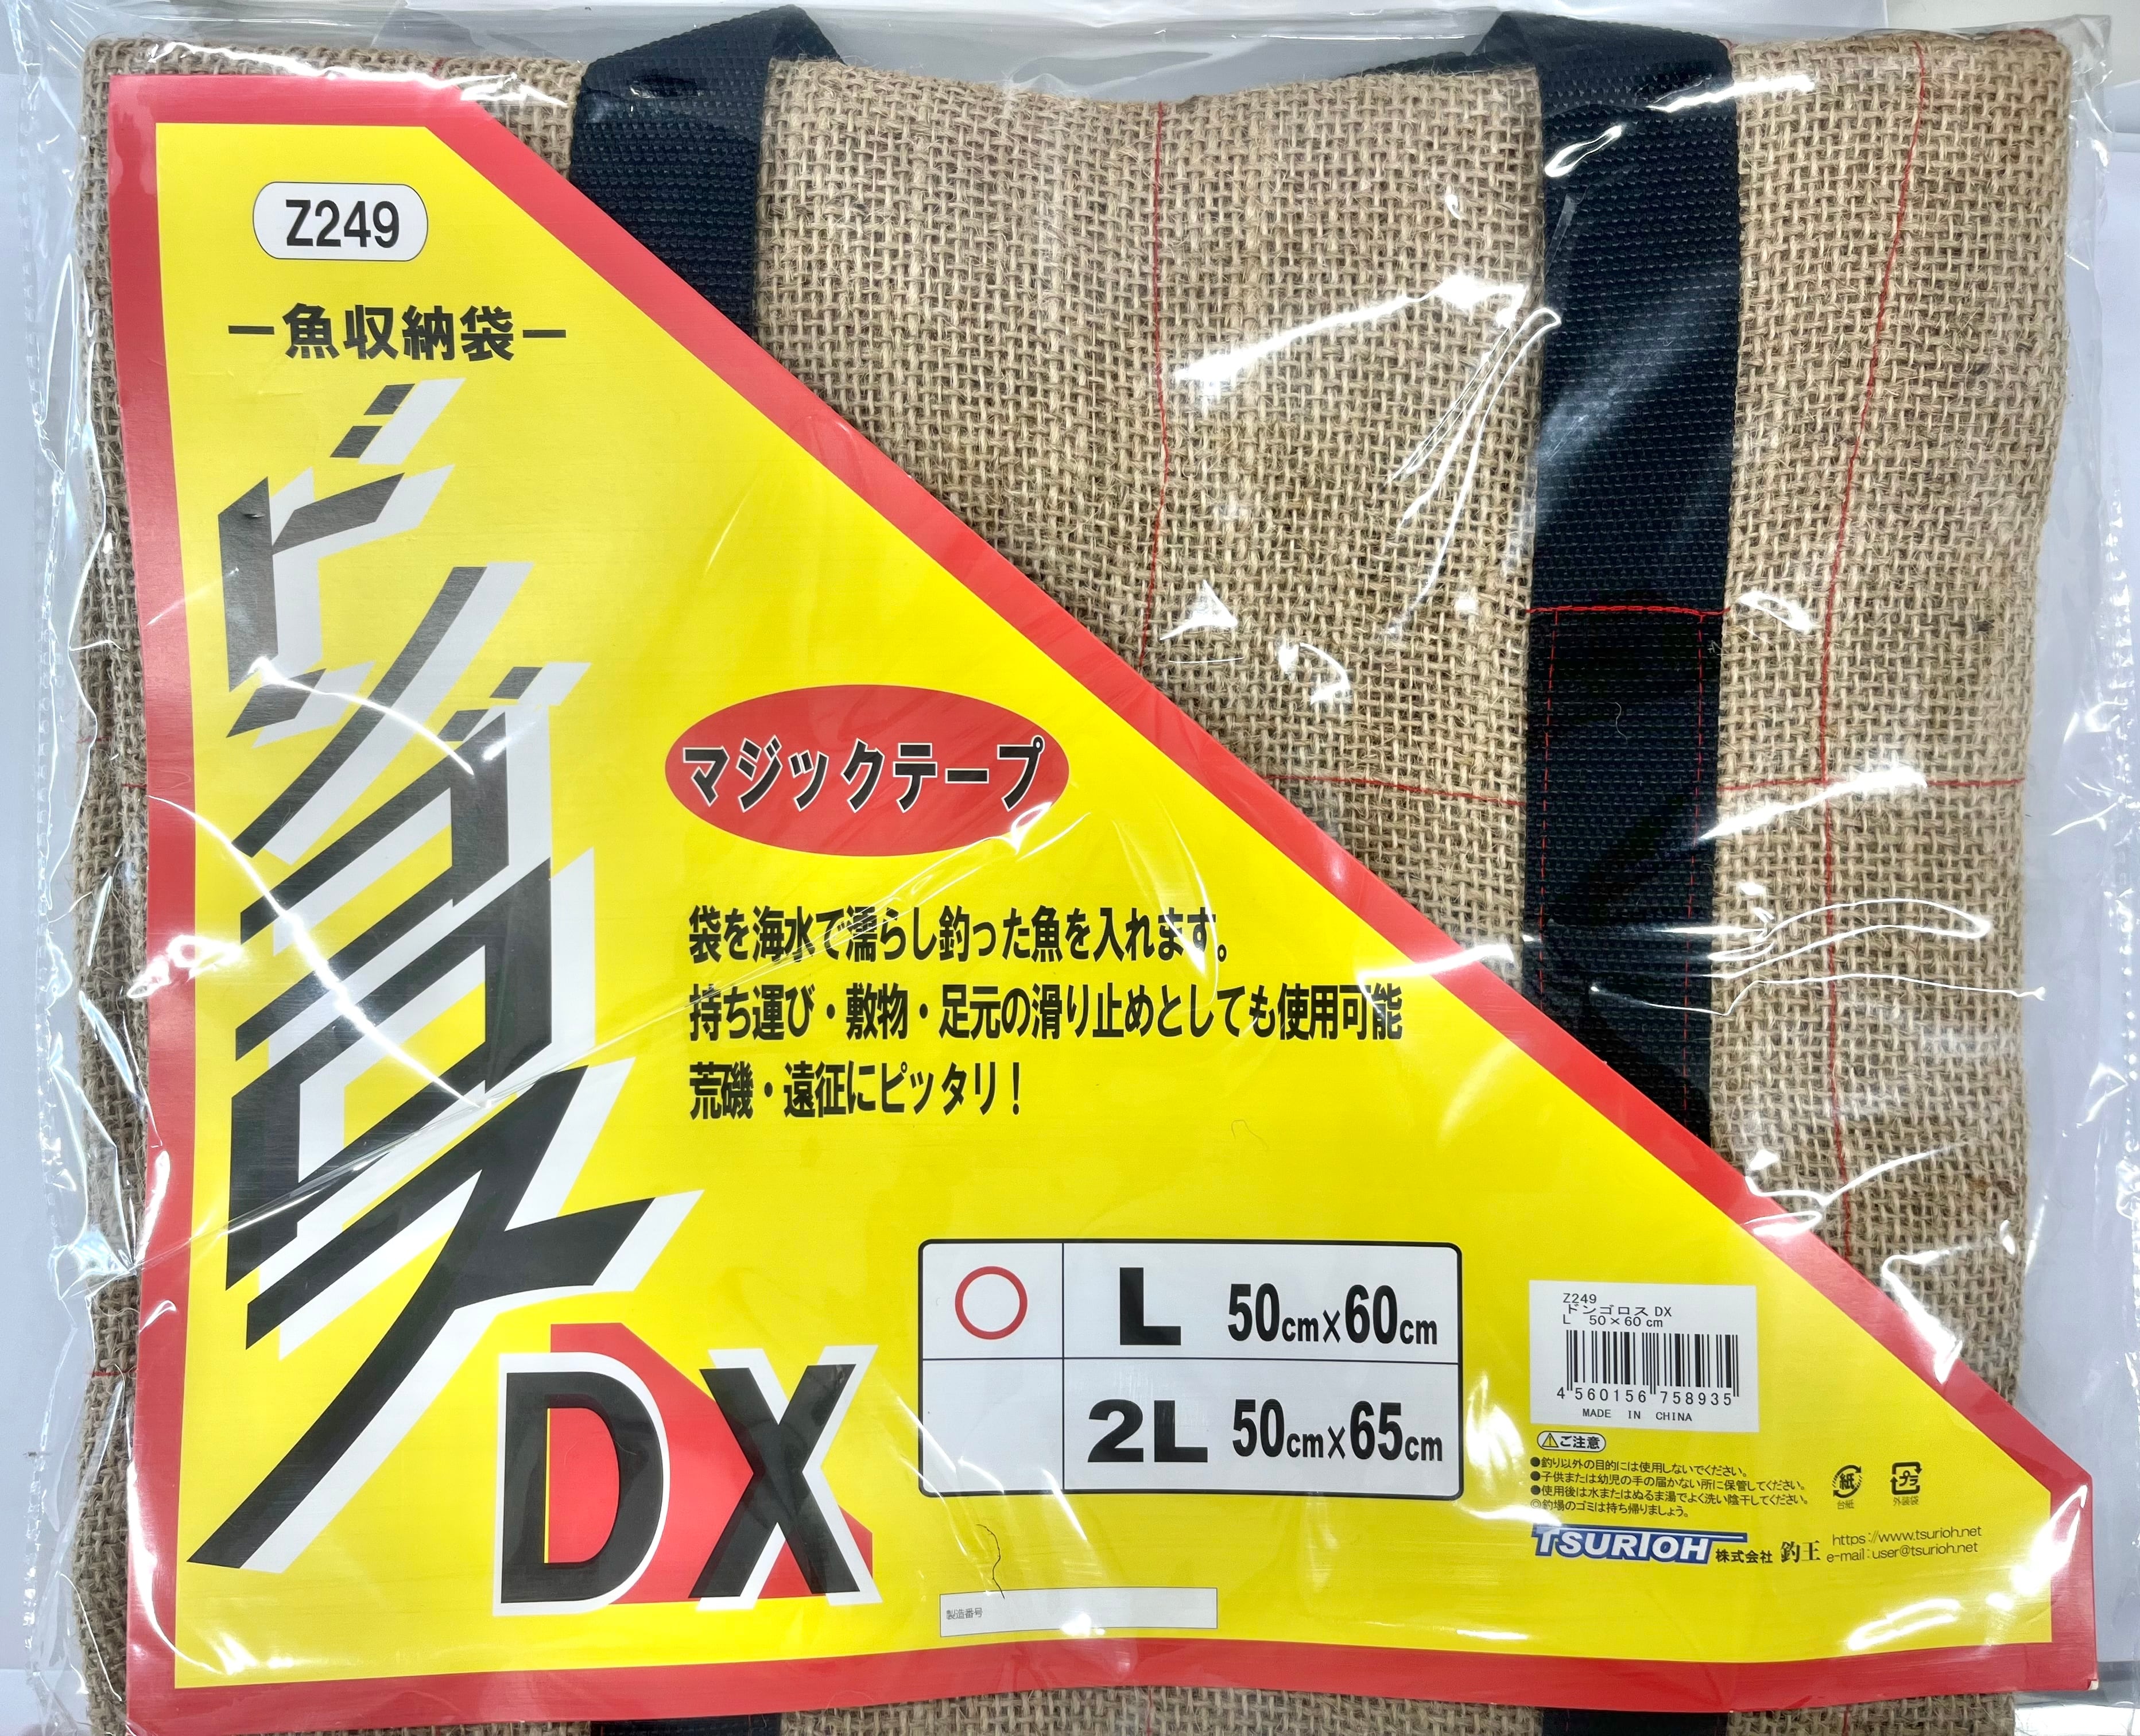 Z249
ー魚収納袋ー
ドンゴロス
DX
マジックテープ
袋を海水で濡らし釣った魚を入れます。
持ち運び・敷物・足元の滑り止めとしても使用可能
荒磯・遠征にピッタリ！
L 50cm×60cm
2L 50cm×65cm
Z249
ドンゴロス DX
L 50×60 cm
4 560156 758935
MADE IN CHINA
ご注意
●釣り以外の目的には使用しないでください。
●子供または幼児の手の届かない所に保管してください。
●使用後は水またはぬるま湯でよく洗い陰干してください。
◎釣場のゴミは持ち帰りましょう。
紙
台紙
プラ
外装袋
TSURIOH 株式会社 釣王
https://www.tsurioh.net
e-mail:user@tsurioh.net
製造番号